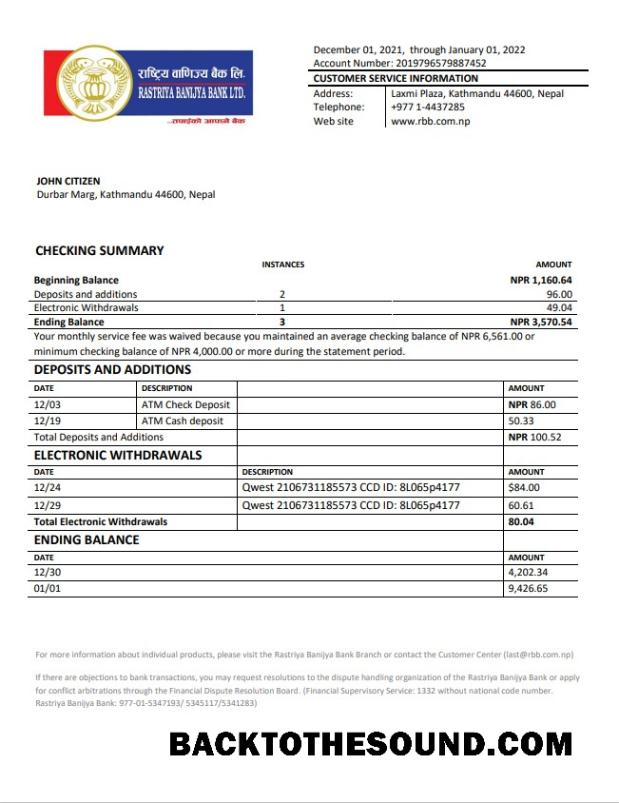 राष्ट्रिय वाणिज्य बैंक लि.
RASTRIYA BANIJYA BANK LTD.
...तपाईंको आफ्नै बैंक
December 01, 2021, through January 01, 2022
Account Number: 2019796579887452
CUSTOMER SERVICE INFORMATION
Address: Laxmi Plaza, Kathmandu 44600, Nepal
Telephone: +977 1-4437285
Web site www.rbb.com.np
JOHN CITIZEN
Durbar Marg, Kathmandu 44600, Nepal
CHECKING SUMMARY
INSTANCES AMOUNT
Beginning Balance NPR 1,160.64
Deposits and additions 2 96.00
Electronic Withdrawals 1 49.04
Ending Balance 3 NPR 3,570.54
Your monthly service fee was waived because you maintained an average checking balance of NPR 6,561.00 or
minimum checking balance of NPR 4,000.00 or more during the statement period.
DEPOSITS AND ADDITIONS
DATE DESCRIPTION AMOUNT
12/03 ATM Check Deposit NPR 86.00
12/19 ATM Cash deposit 50.33
Total Deposits and Additions NPR 100.52
ELECTRONIC WITHDRAWALS
DATE DESCRIPTION AMOUNT
12/24 Qwest 2106731185573 CCD ID: 8L065p4177 $84.00
12/29 Qwest 2106731185573 CCD ID: 8L065p4177 60.61
Total Electronic Withdrawals 80.04
ENDING BALANCE
DATE AMOUNT
12/30 4,202.34
01/01 9,426.65
For more information about individual products, please visit the Rastriya Banijya Bank Branch or contact the Customer Center (last@rbb.com.np)
If there are objections to bank transactions, you may request resolutions to the dispute handling organization of the Rastriya Banijya Bank or apply
for conflict arbitrations through the Financial Dispute Resolution Board. (Financial Supervisory Service: 1332 without national code number.
Rastriya Banijya Bank: 977-01-5347193/ 5345117/5341283)
BACKTOTHESOUND.COM